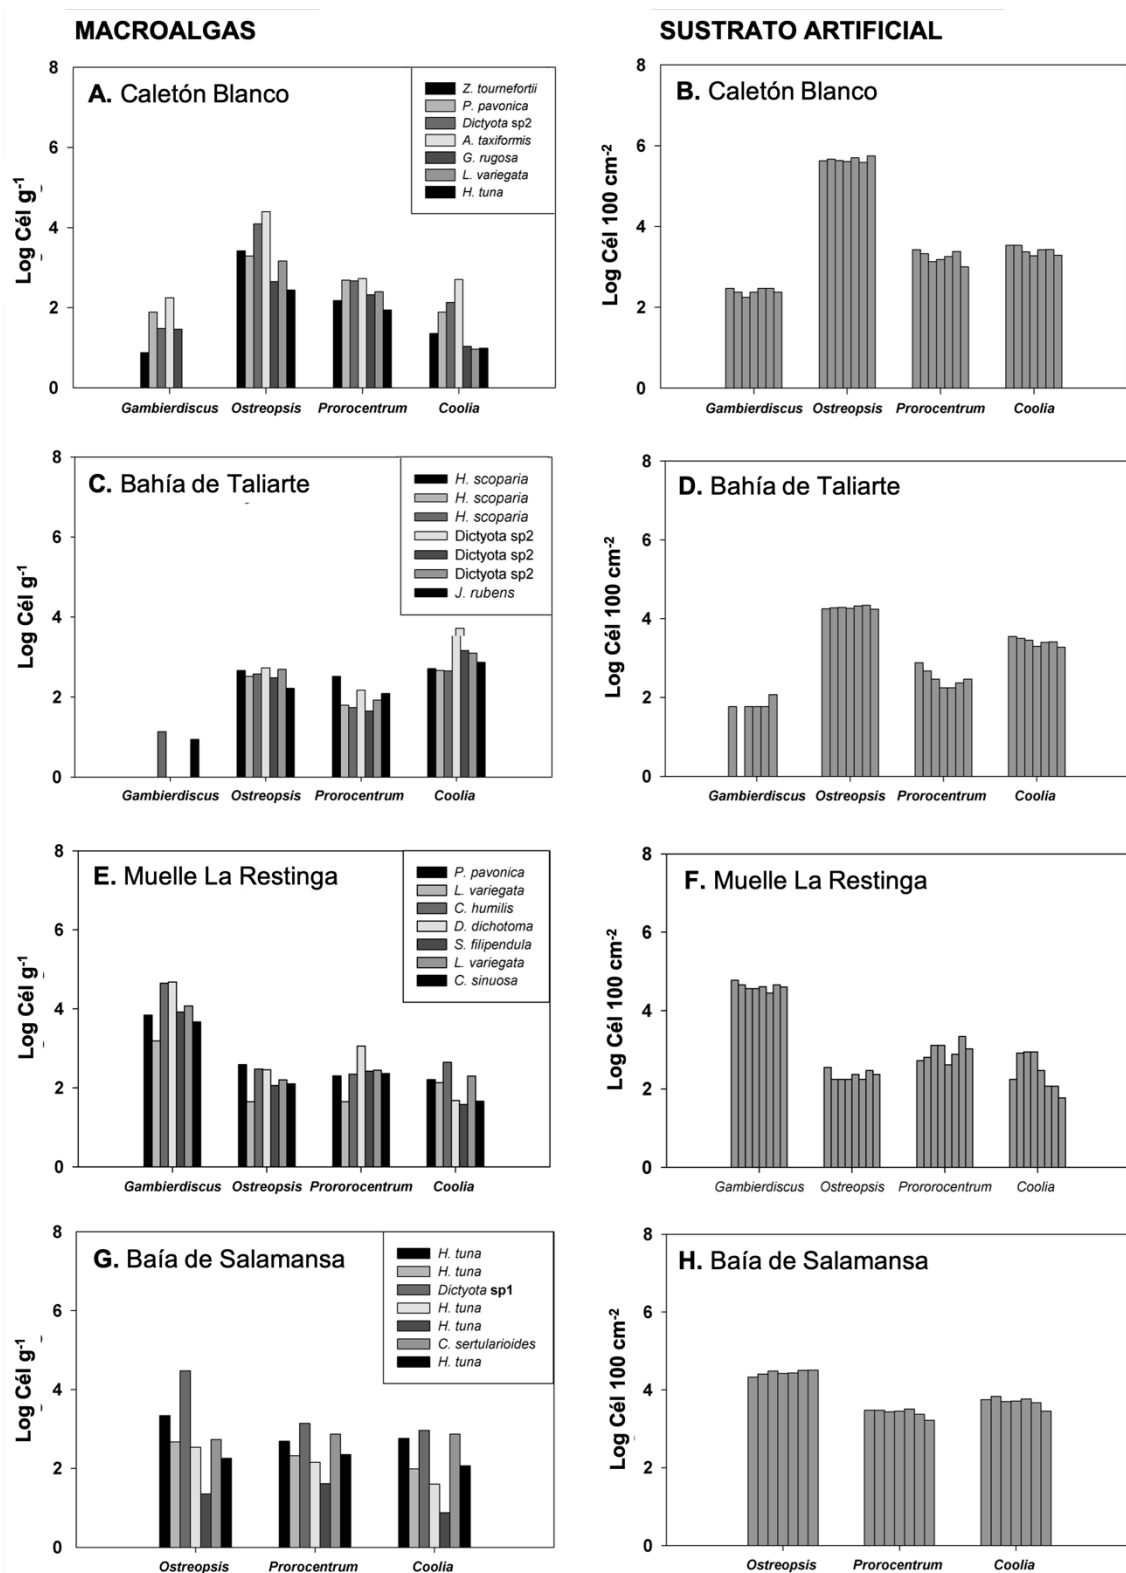 MACROALGAS
SUSTRATO ARTIFICIAL
A. Caletón Blanco
Z. tournefortii
P. pavonica
Dictyota sp2
A. taxiformis
G. rugosa
L. variegata
H. tuna
Log Cél g-1
8
6
4
2
0
Gambierdiscus Ostreopsis Prorocentrum Coolia
B. Caletón Blanco
Log Cél 100 cm-2
8
6
4
2
0
Gambierdiscus Ostreopsis Prorocentrum Coolia
C. Bahía de Taliarte
H. scoparia
H. scoparia
H. scoparia
Dictyota sp2
Dictyota sp2
Dictyota sp2
J. rubens
Log Cél g-1
8
6
4
2
0
Gambierdiscus Ostreopsis Prorocentrum Coolia
D. Bahía de Taliarte
Log Cél 100 cm-2
8
6
4
2
0
Gambierdiscus Ostreopsis Prorocentrum Coolia
E. Muelle La Restinga
P. pavonica
L. variegata
C. humilis
D. dichotoma
S. filipendula
L. variegata
C. sinuosa
Log Cél g-1
8
6
4
2
0
Gambierdiscus Ostreopsis Prororocentrum Coolia
F. Muelle La Restinga
Log Cél 100 cm-2
8
6
4
2
0
Gambierdiscus Ostreopsis Prororocentrum Coolia
G. Baía de Salamansa
H. tuna
H. tuna
Dictyota sp1
H. tuna
H. tuna
C. sertularioides
H. tuna
Log Cél g-1
8
6
4
2
0
Ostreopsis Prorocentrum Coolia
H. Baía de Salamansa
Log Cél 100 cm-2
8
6
4
2
0
Ostreopsis Prorocentrum Coolia